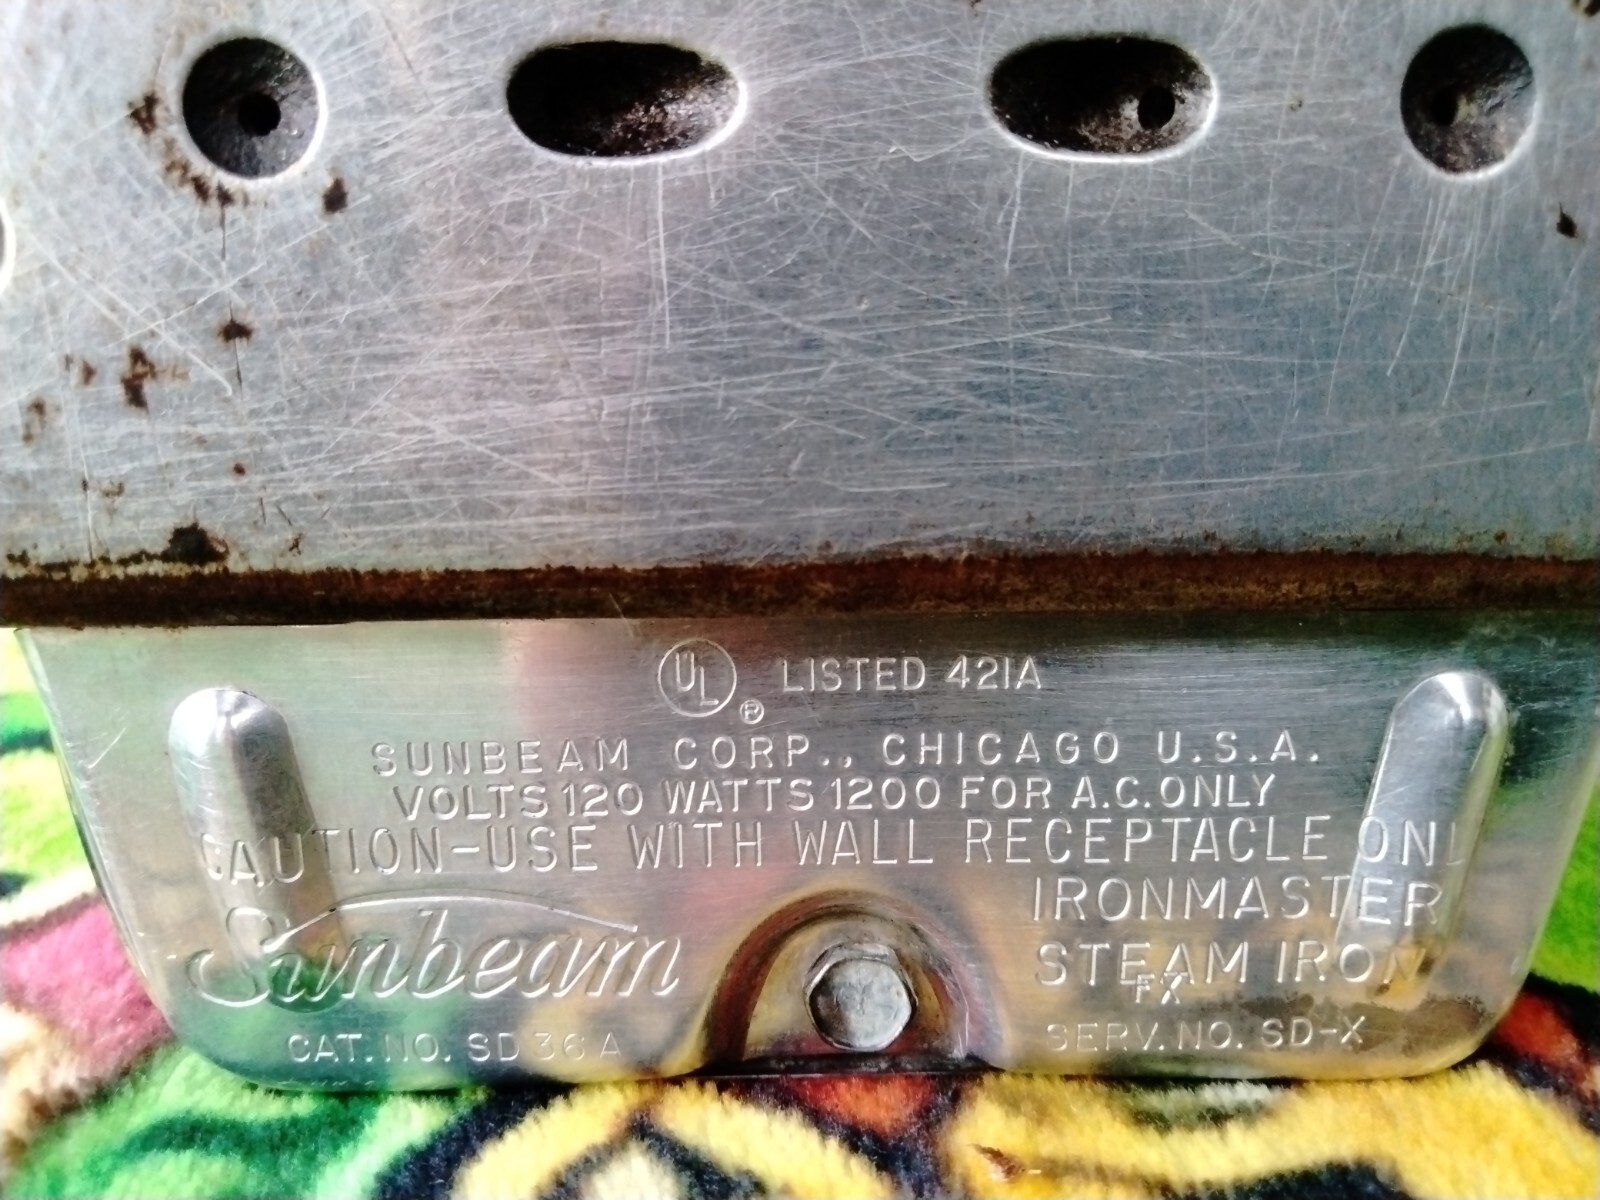 UL ® LISTED 421A
SUNBEAM CORP., CHICAGO U.S.A.
VOLTS 120 WATTS 1200 FOR A.C. ONLY
CAUTION-USE WITH WALL RECEPTACLE ONL
IRONMASTER
Sunbeam STEAM IRON
FX
CAT. NO. SD 36 A SERV. NO. SD-X